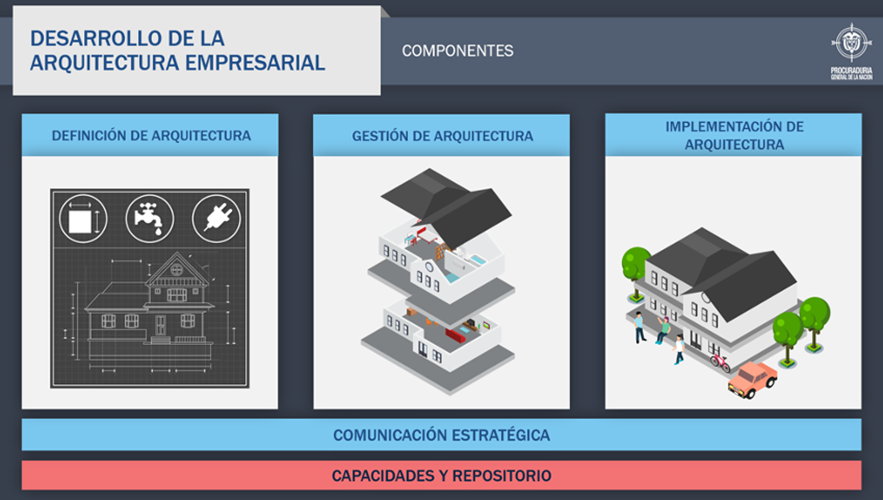 DESARROLLO DE LA
ARQUITECTURA EMPRESARIAL
COMPONENTES
PROCURADURIA
GENERAL DE LA NACION
DEFINICIÓN DE ARQUITECTURA
GESTIÓN DE ARQUITECTURA
IMPLEMENTACIÓN DE
ARQUITECTURA
COMUNICACIÓN ESTRATÉGICA
CAPACIDADES Y REPOSITORIO